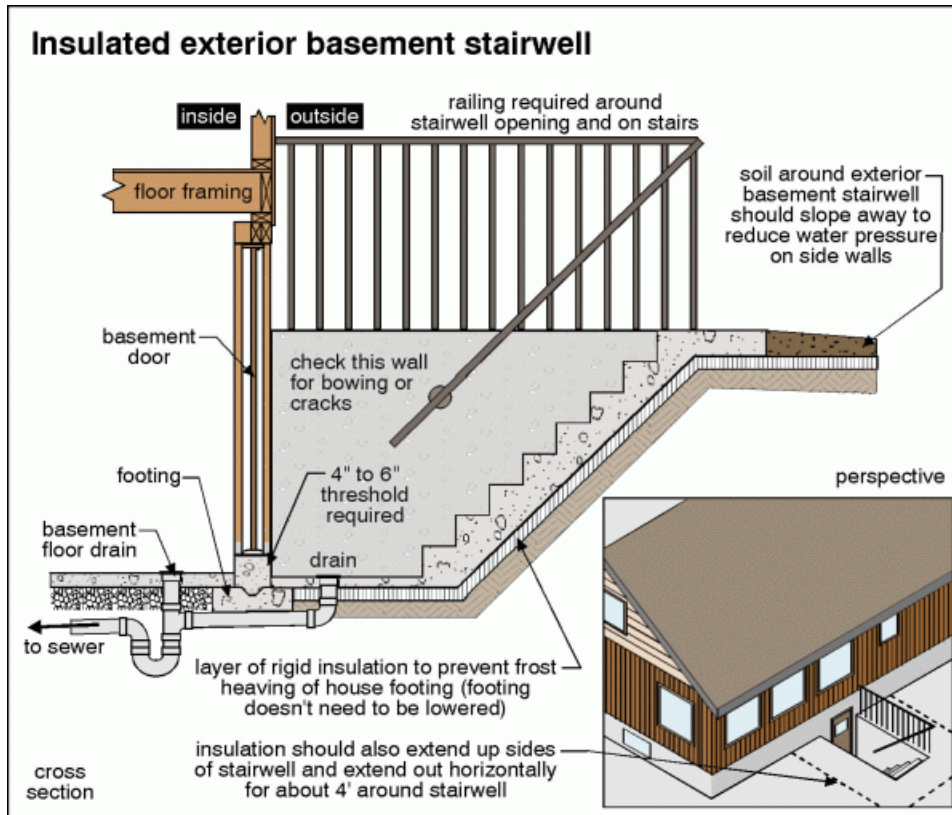 Insulated exterior basement stairwell
inside
outside
railing required around
stairwell opening and on stairs
floor framing
soil around exterior
basement stairwell
should slope away to
reduce water pressure
on side walls
basement
door
check this wall
for bowing or
cracks
footing
4" to 6"
threshold
required
perspective
basement
floor drain
drain
to sewer
layer of rigid insulation to prevent frost
heaving of house footing (footing
doesn't need to be lowered)
insulation should also extend up sides
of stairwell and extend out horizontally
for about 4' around stairwell
cross
section